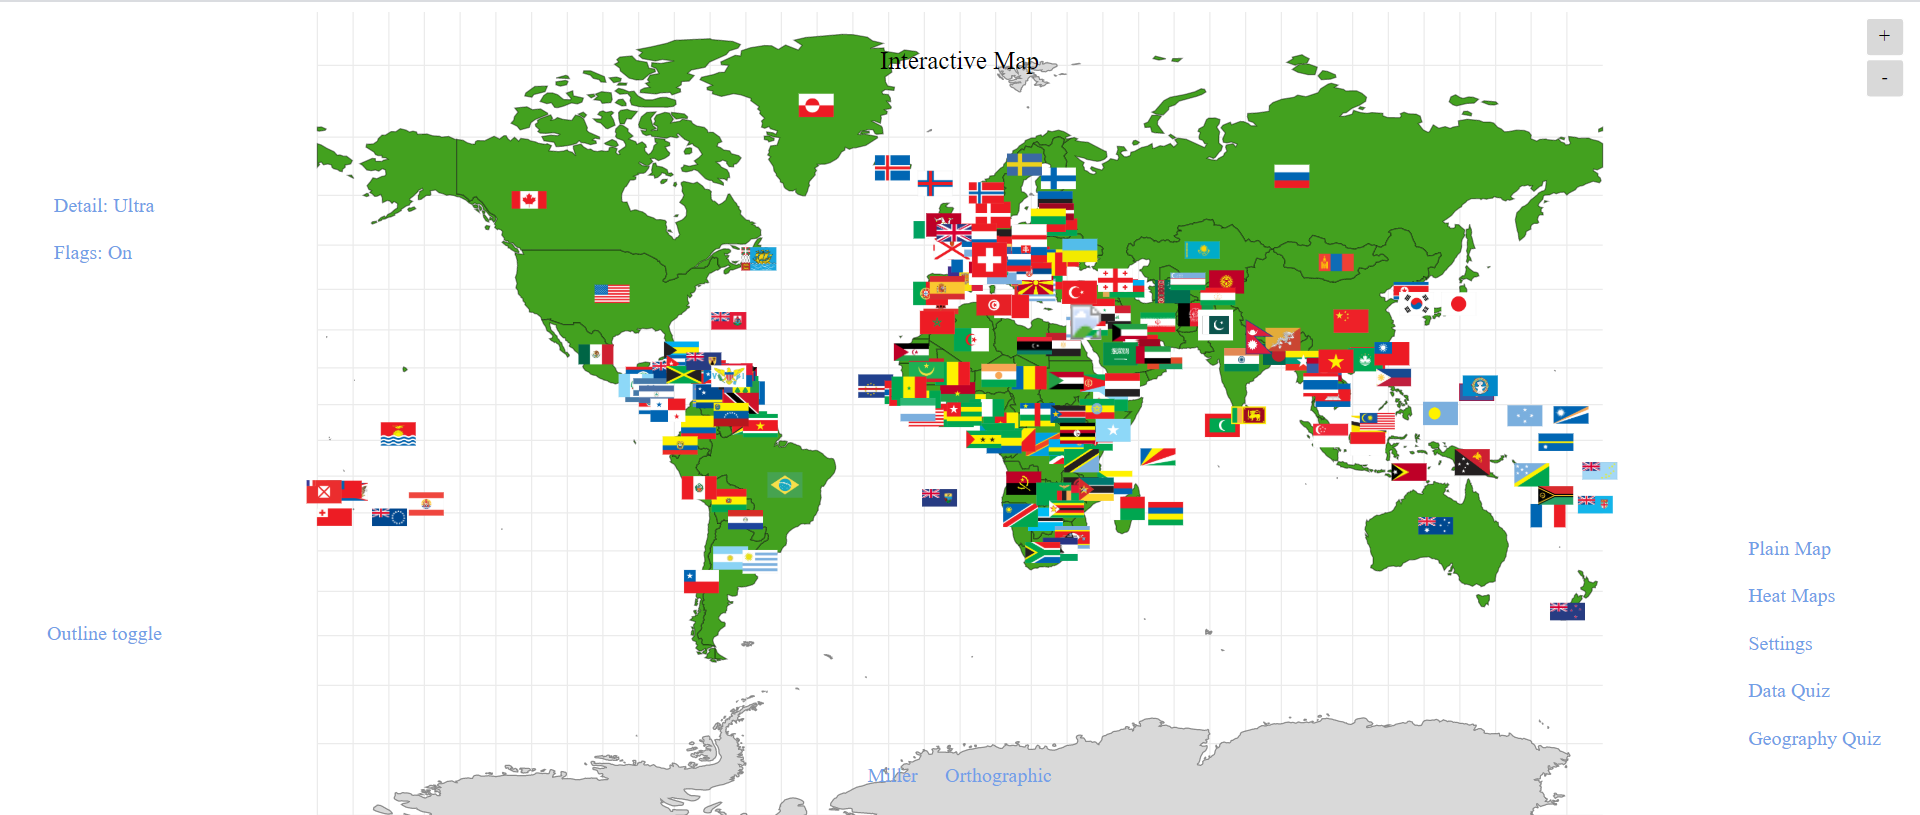 Interactive Map
+
-
Detail: Ultra
Flags: On
Outline toggle
Plain Map
Heat Maps
Settings
Data Quiz
Geography Quiz
Miller
Orthographic